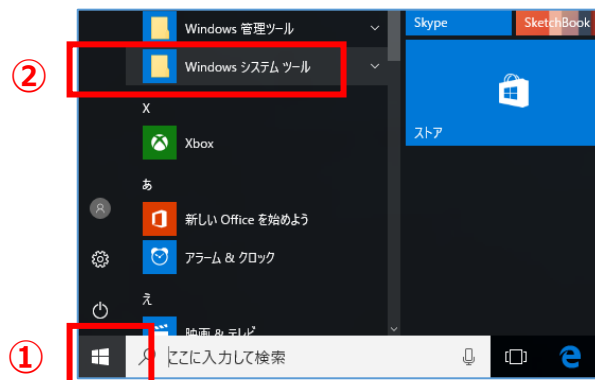 Windows 管理ツール
② Windows システム ツール
X
Xbox
あ
新しい Office を始めよう
アラーム & クロック
え
映画 & テレビ
① ここに入力して検索
Skype
SketchBook
ストア